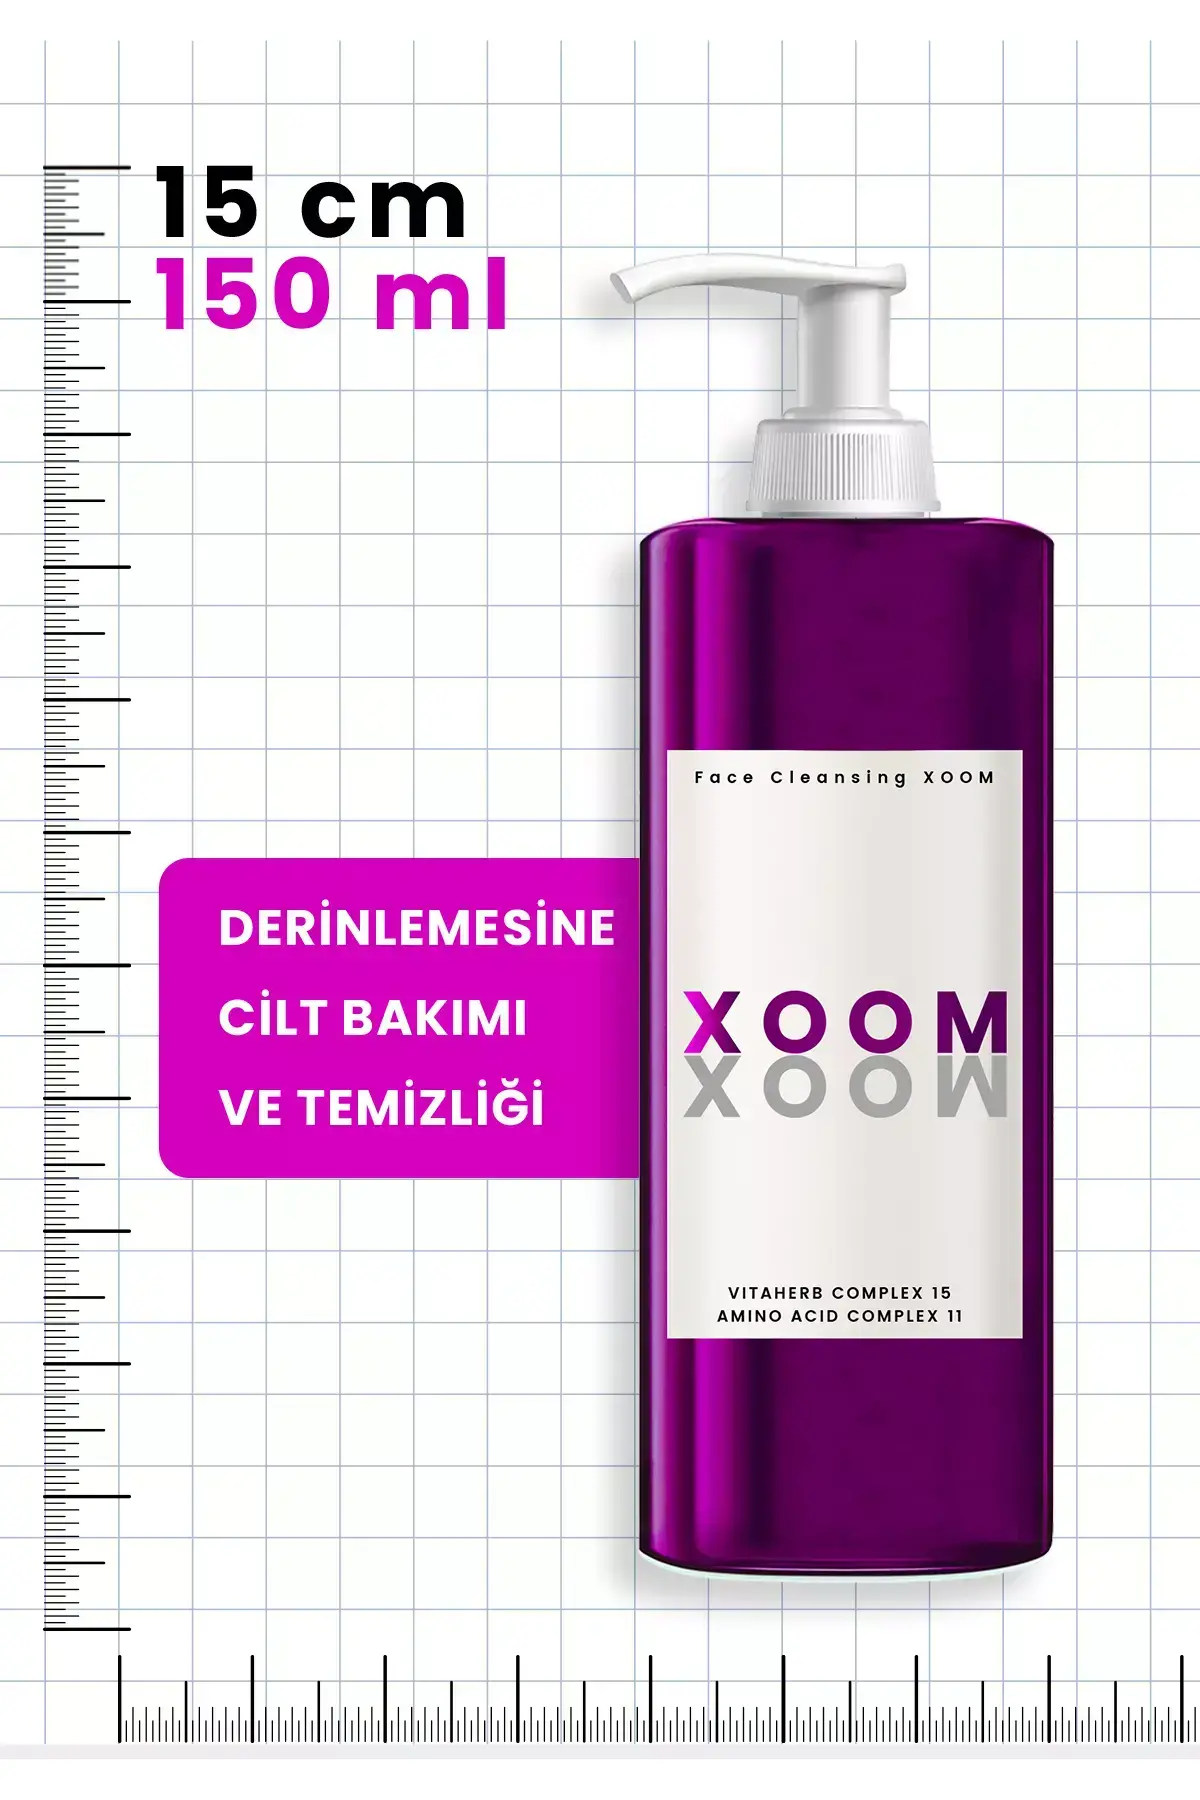 15 cm
150 ml
Face Cleansing XOOM
DERİNLEMESİNE
CİLT BAKIMI
VE TEMİZLİĞİ
XOOM
XOOM
VITAHERB COMPLEX 15
AMINO ACID COMPLEX 11